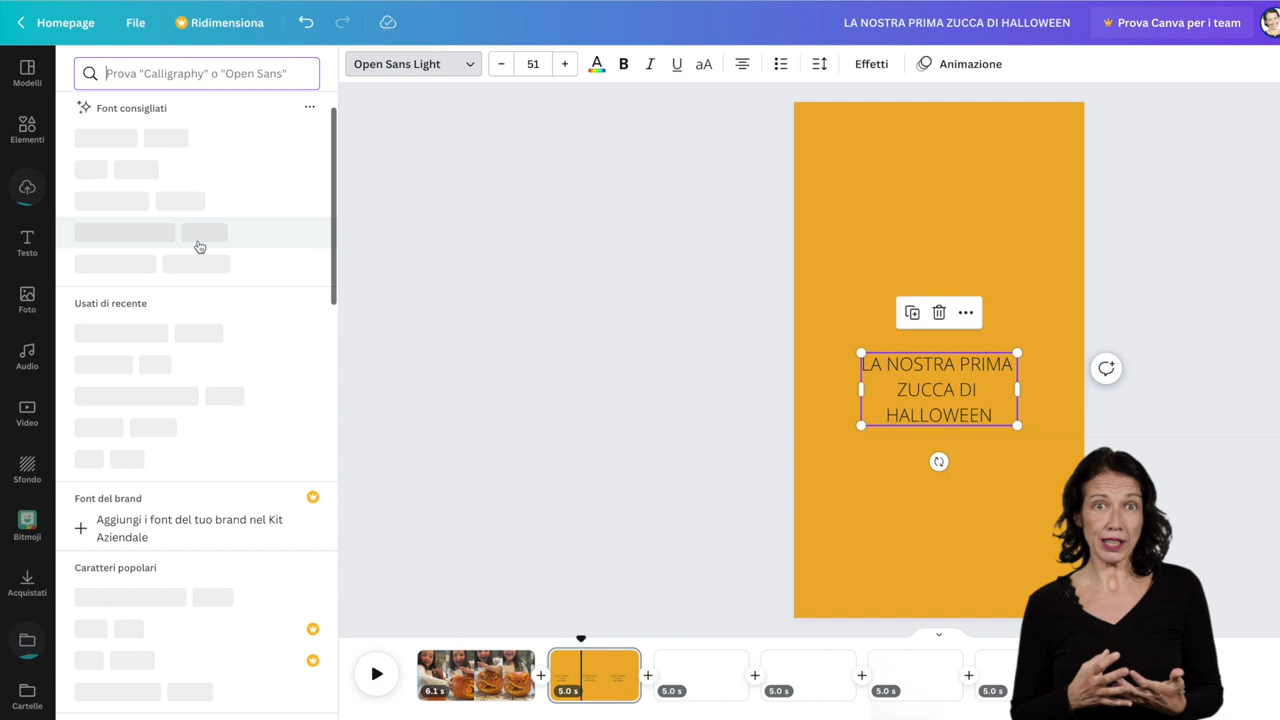 Homepage
File
Ridimensiona
LA NOSTRA PRIMA ZUCCA DI HALLOWEEN
Prova Canva per i team
Modelli
Elementi
Testo
Foto
Audio
Video
Sfondo
Bitmoji
Acquistati
Cartelle
Prova "Calligraphy" o "Open Sans"
Font consigliati
Usati di recente
Font del brand
Aggiungi i font del tuo brand nel Kit
Aziendale
Caratteri popolari
Open Sans Light
– 51 +
A
B
I
U
aA
Effetti
Animazione
LA NOSTRA PRIMA
ZUCCA DI
HALLOWEEN
6.1 s
5.0 s
5.0 s
5.0 s
5.0 s
5.0 s